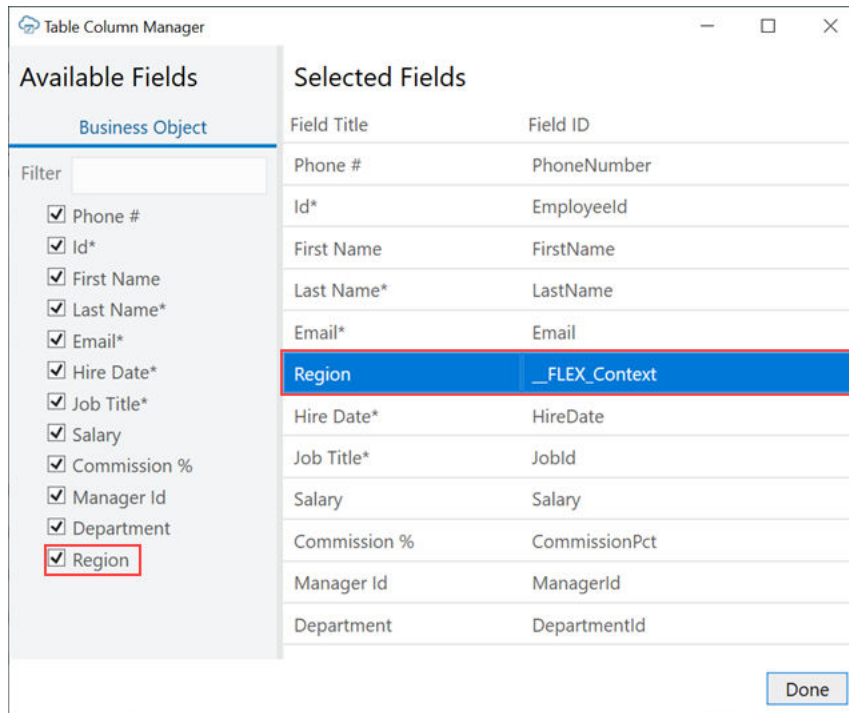 Table Column Manager
Available Fields
Business Object
Filter
Phone #
Id*
First Name
Last Name*
Email*
Hire Date*
Job Title*
Salary
Commission %
Manager Id
Department
Region
Selected Fields
Field Title Field ID
Phone # PhoneNumber
Id* EmployeeId
First Name FirstName
Last Name* LastName
Email* Email
Region __FLEX_Context
Hire Date* HireDate
Job Title* JobId
Salary Salary
Commission % CommissionPct
Manager Id ManagerId
Department DepartmentId
Done